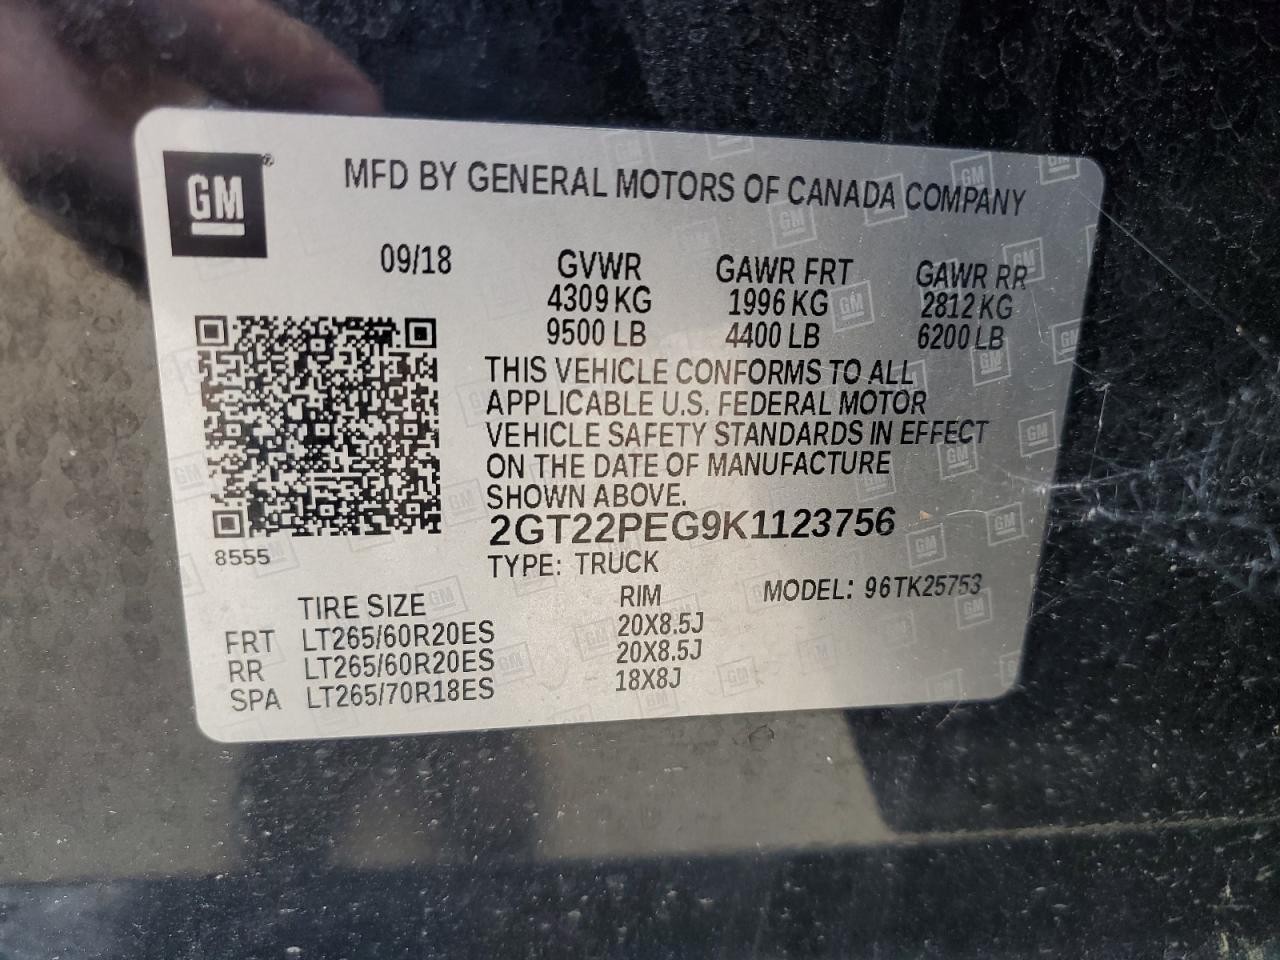 GM®
MFD BY GENERAL MOTORS OF CANADA COMPANY
09/18
GVWR GAWR FRT GAWR RR
4309 KG 1996 KG 2812 KG
9500 LB 4400 LB 6200 LB
THIS VEHICLE CONFORMS TO ALL
APPLICABLE U.S. FEDERAL MOTOR
VEHICLE SAFETY STANDARDS IN EFFECT
ON THE DATE OF MANUFACTURE
SHOWN ABOVE.
2GT22PEG9K1123756
8555
TYPE: TRUCK
TIRE SIZE RIM MODEL: 96TK25753
FRT LT265/60R20ES 20X8.5J
RR LT265/60R20ES 20X8.5J
SPA LT265/70R18ES 18X8J